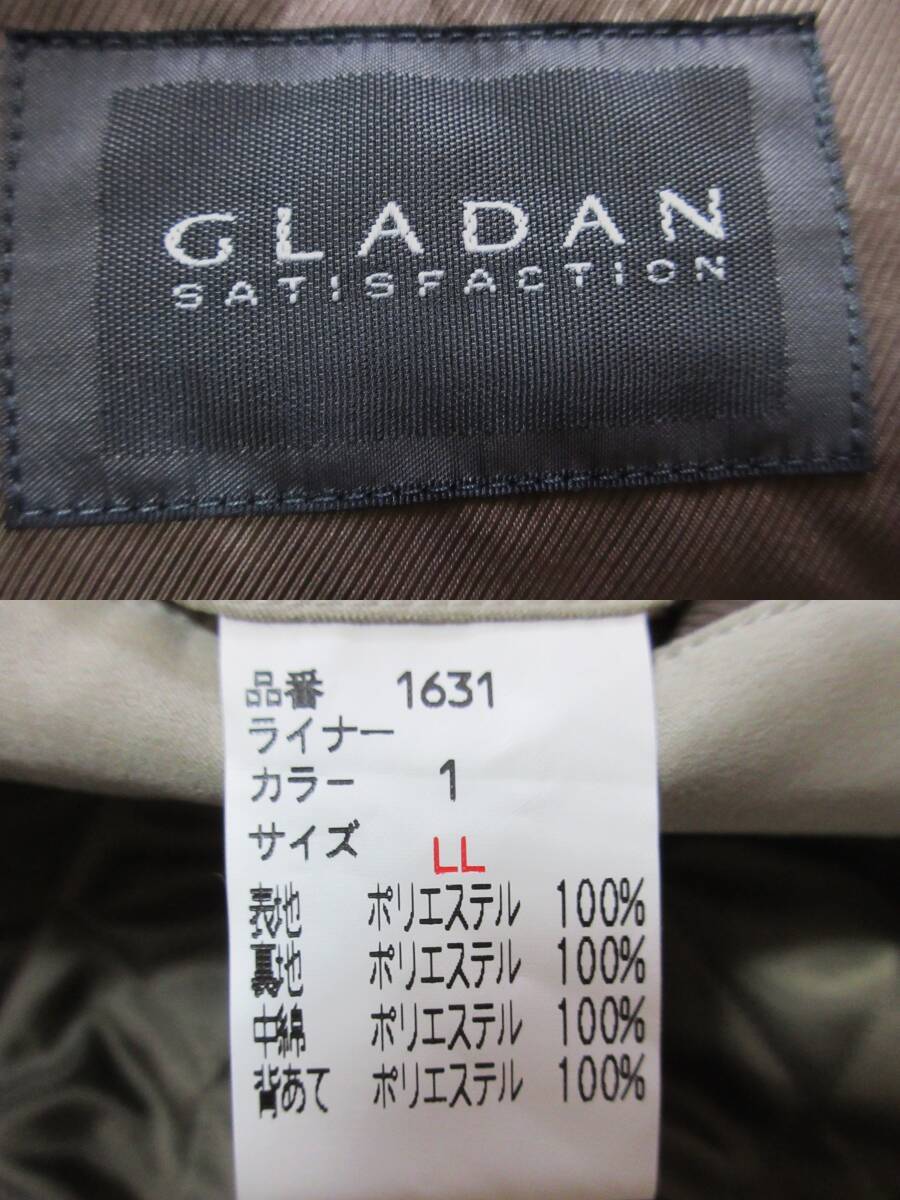 GLADAN
SATISFACTION
品番 1631
ライナー
カラー 1
サイズ LL
表地 ポリエステル 100%
裏地 ポリエステル 100%
中綿 ポリエステル 100%
背あて ポリエステル 100%